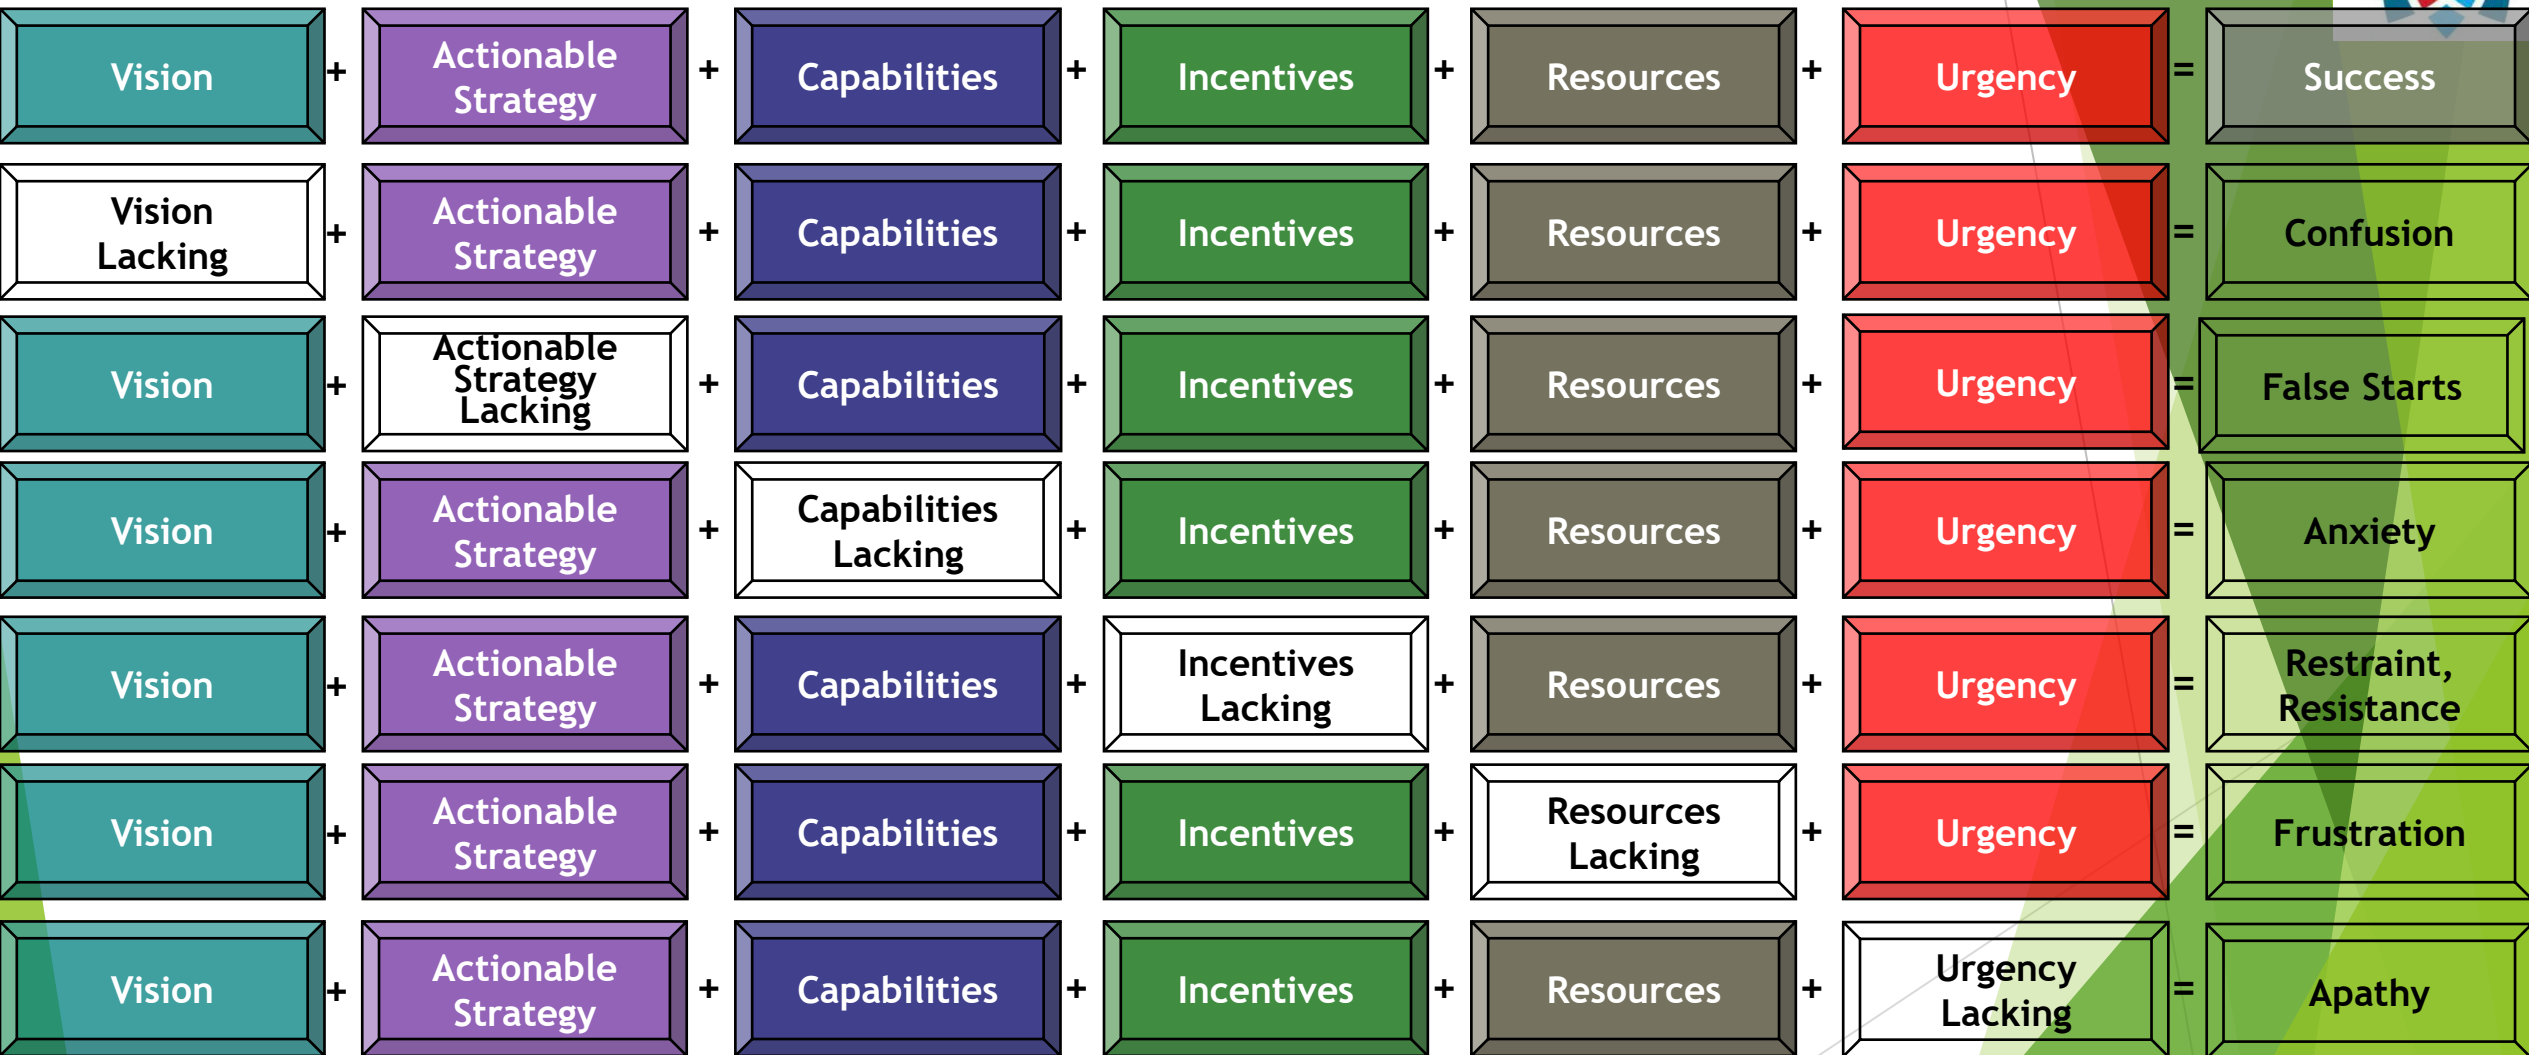 Vision + Actionable Strategy + Capabilities + Incentives + Resources + Urgency = Success
Vision Lacking + Actionable Strategy + Capabilities + Incentives + Resources + Urgency = Confusion
Vision + Actionable Strategy Lacking + Capabilities + Incentives + Resources + Urgency = False Starts
Vision + Actionable Strategy + Capabilities Lacking + Incentives + Resources + Urgency = Anxiety
Vision + Actionable Strategy + Capabilities + Incentives Lacking + Resources + Urgency = Restraint, Resistance
Vision + Actionable Strategy + Capabilities + Incentives + Resources Lacking + Urgency = Frustration
Vision + Actionable Strategy + Capabilities + Incentives + Resources + Urgency Lacking = Apathy